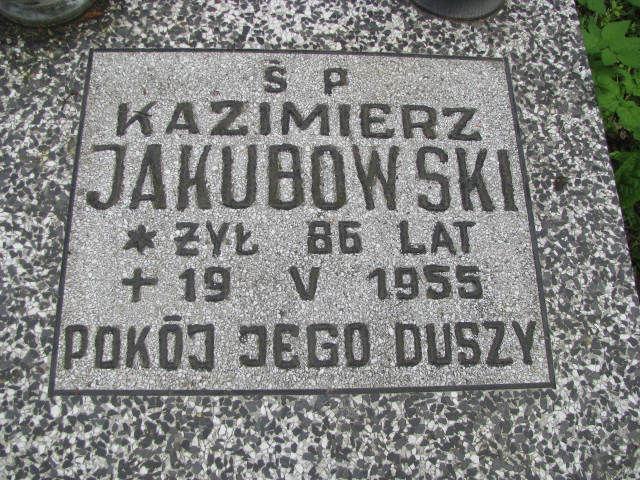 Ś P
KAZIMIERZ
JAKUBOWSKI
* ŻYŁ 86 LAT
+ 19 V 1955
POKÓJ JEGO DUSZY